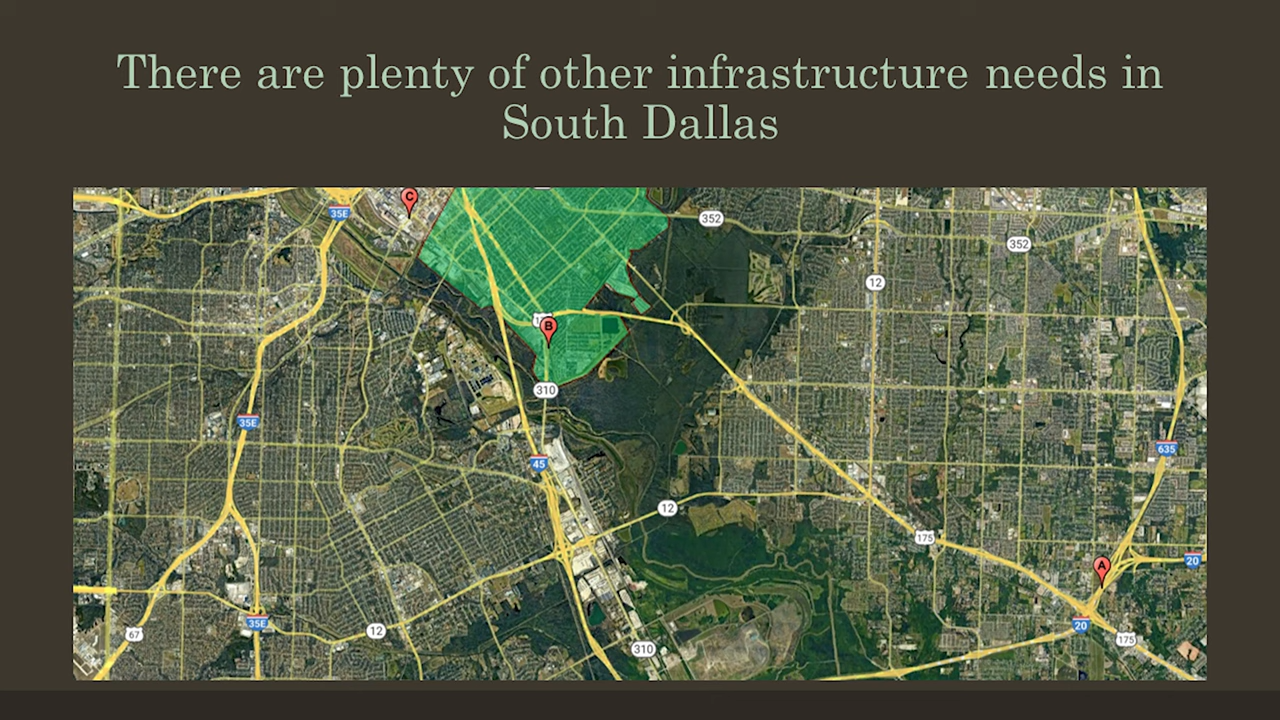 There are plenty of other infrastructure needs in
South Dallas
C
35E
352
352
12
B
310
35E
45
635
12
175
20
A
67
35E
12
20
175
310